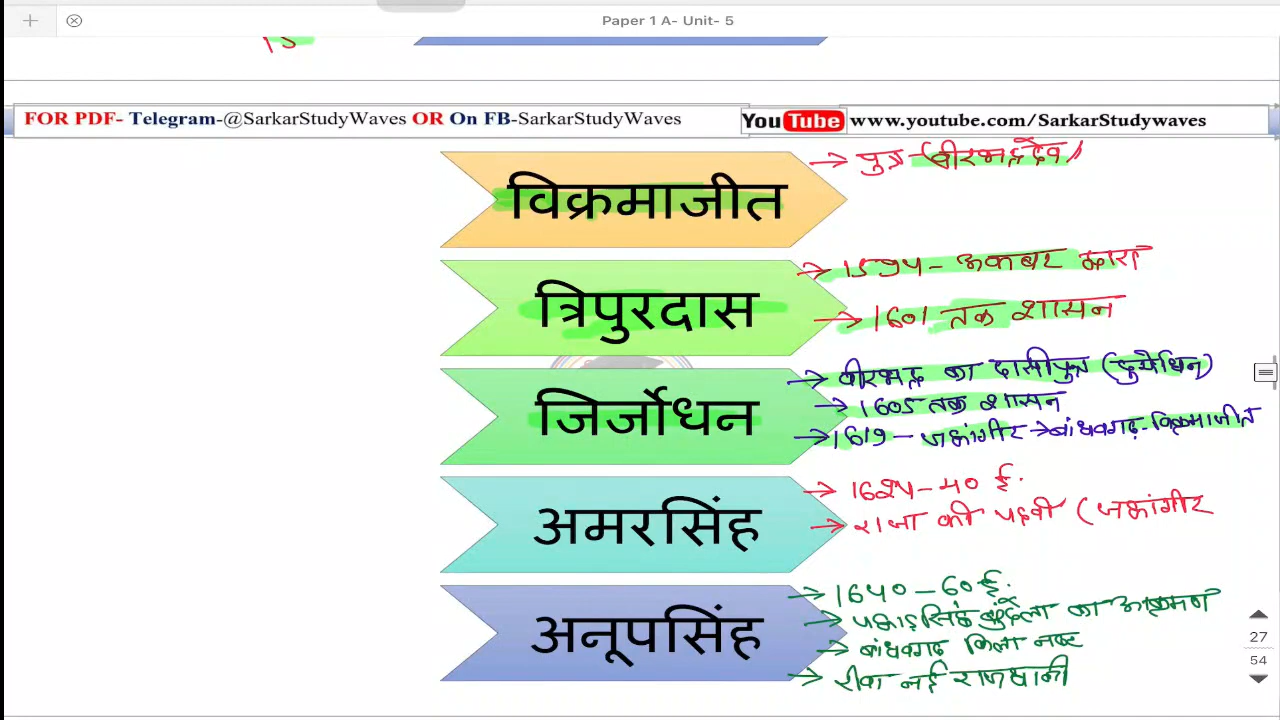 Paper 1 A- Unit- 5
15
FOR PDF- Telegram-@SarkarStudyWaves OR On FB-SarkarStudyWaves
YouTube www.youtube.com/SarkarStudywaves
विक्रमाजीत
→ पुत्र - (वीरभद्रदेव)
त्रिपुरदास
→ 1594 - अकबर द्वारा
→ 1601 तक शासन
जिर्जोधन
→ वीरभद्र का दासीपुत्र (दुर्योधन)
→ 1605 तक शासन
→ 1619 - जहांगीर → बांधवगढ़ - विक्रमाजीत
अमरसिंह
→ 1624 - 40 ई.
→ राजा की पदवी (जहांगीर
अनूपसिंह
→ 1640 - 60 ई.
→ पहाड़सिंह बुंदेला का आक्रमण
→ बांधवगढ़ किला नष्ट
→ रीवा नई राजधानी
27
54